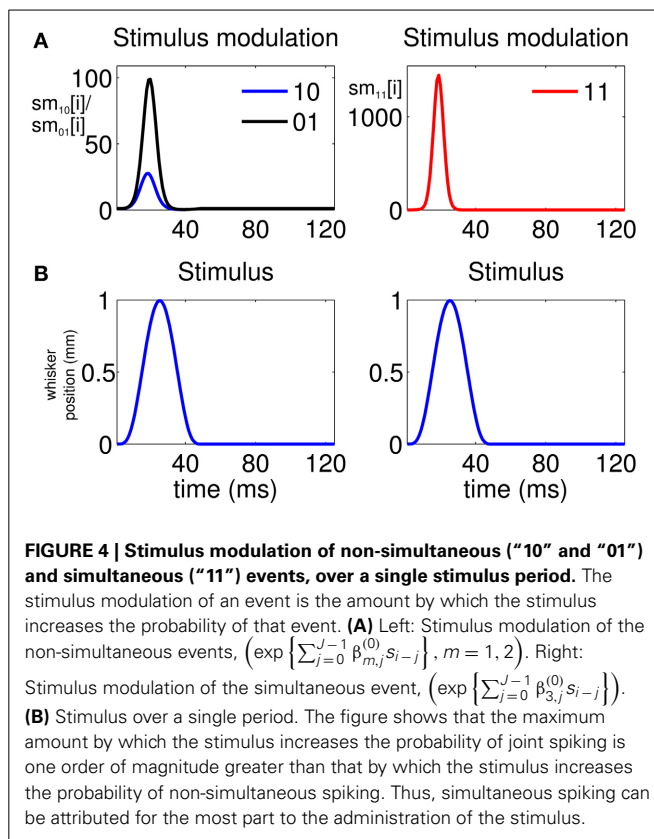 A
Stimulus modulation
Stimulus modulation
sm₁₀[i]/
sm₀₁[i]
100
50
0
10
01
40
80
120
sm₁₁[i]
1000
0
11
40
80
120
B
Stimulus
Stimulus
whisker
position (mm)
1
0.5
0
40
80
120
time (ms)
1
0.5
0
40
80
120
time (ms)
FIGURE 4 | Stimulus modulation of non-simultaneous (“10” and “01”)
and simultaneous (“11”) events, over a single stimulus period. The
stimulus modulation of an event is the amount by which the stimulus
increases the probability of that event. (A) Left: Stimulus modulation of the
non-simultaneous events, (exp {∑_{j=0}^{J−1} β_{m,j}^{(0)} s_{i−j}}, m = 1, 2). Right:
Stimulus modulation of the simultaneous event, (exp {∑_{j=0}^{J−1} β_{3,j}^{(0)} s_{i−j}}).
(B) Stimulus over a single period. The figure shows that the maximum
amount by which the stimulus increases the probability of joint spiking is
one order of magnitude greater than that by which the stimulus increases
the probability of non-simultaneous spiking. Thus, simultaneous spiking can
be attributed for the most part to the administration of the stimulus.